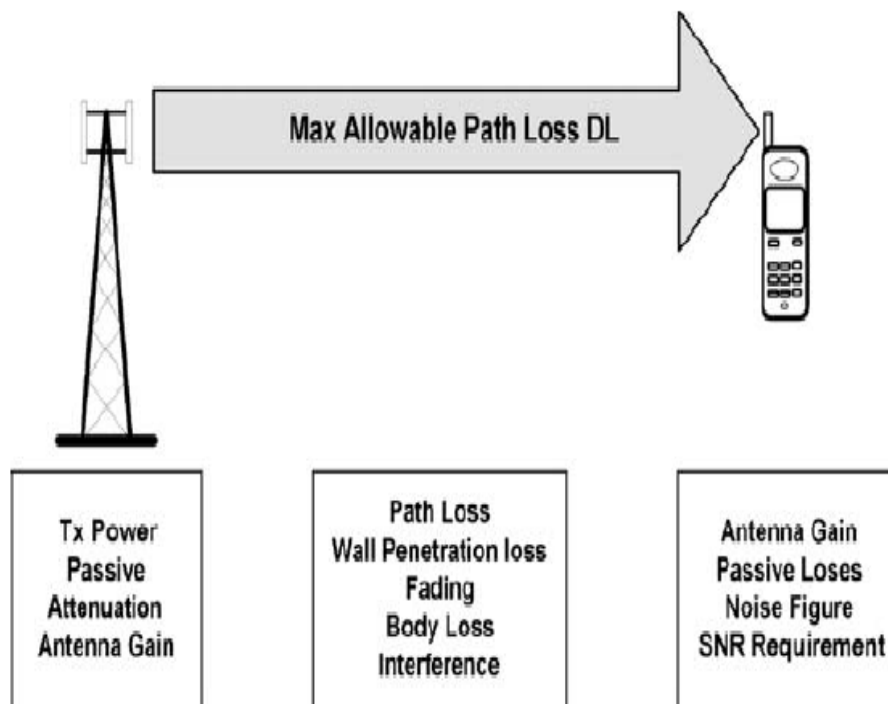 Max Allowable Path Loss DL
Tx Power
Passive
Attenuation
Antenna Gain
Path Loss
Wall Penetration loss
Fading
Body Loss
Interference
Antenna Gain
Passive Loses
Noise Figure
SNR Requirement